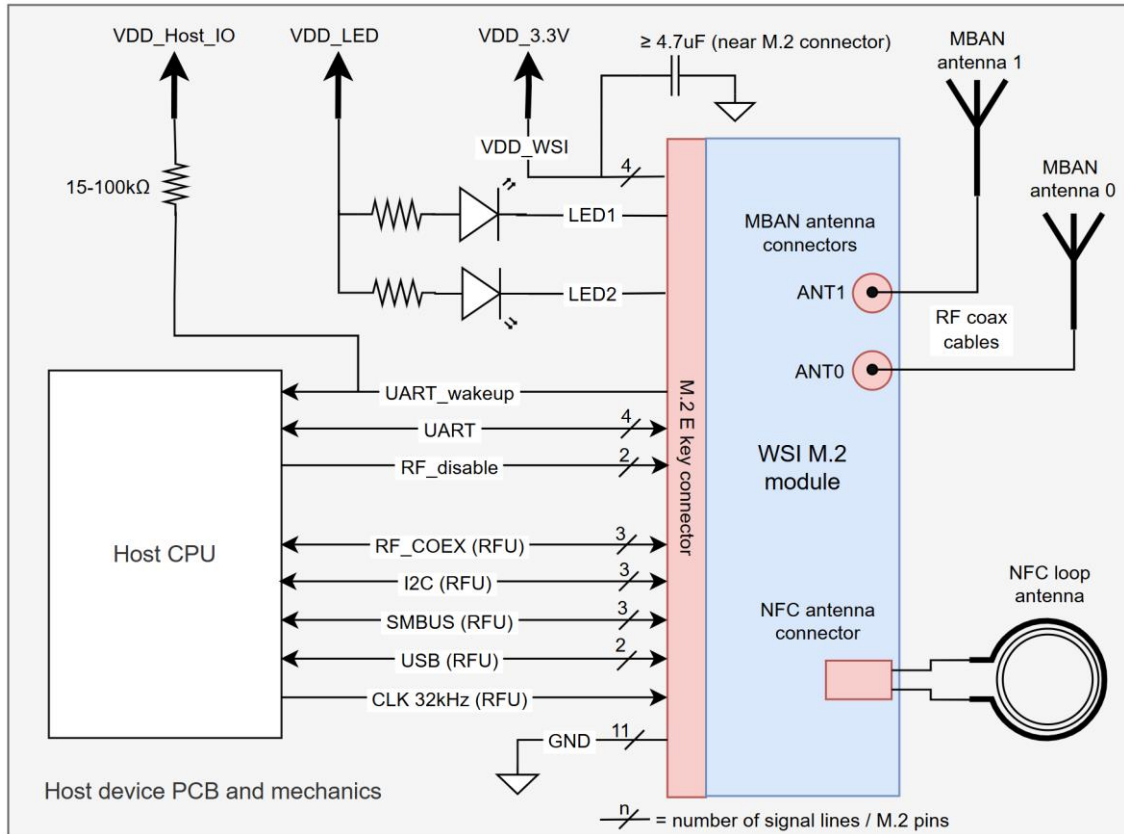 VDD_Host_IO
VDD_LED
VDD_3.3V
≥ 4.7uF (near M.2 connector)
MBAN
antenna 1
VDD_WSI
4
MBAN
antenna 0
15-100kΩ
LED1
MBAN antenna
connectors
LED2
ANT1
RF coax
cables
ANT0
UART_wakeup
UART
4
RF_disable
2
M.2 E key connector
WSI M.2
module
Host CPU
RF_COEX (RFU)
3
I2C (RFU)
3
SMBUS (RFU)
3
USB (RFU)
2
CLK 32kHz (RFU)
NFC antenna
connector
NFC loop
antenna
GND
11
Host device PCB and mechanics
n
= number of signal lines / M.2 pins